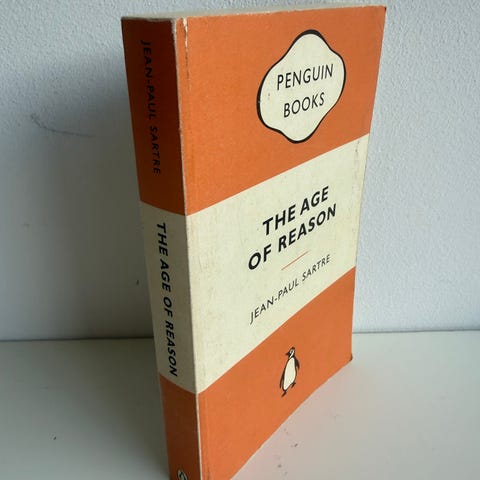 JEAN-PAUL SARTRE
THE AGE OF REASON
PENGUIN
BOOKS
THE AGE
OF REASON
JEAN-PAUL SARTRE